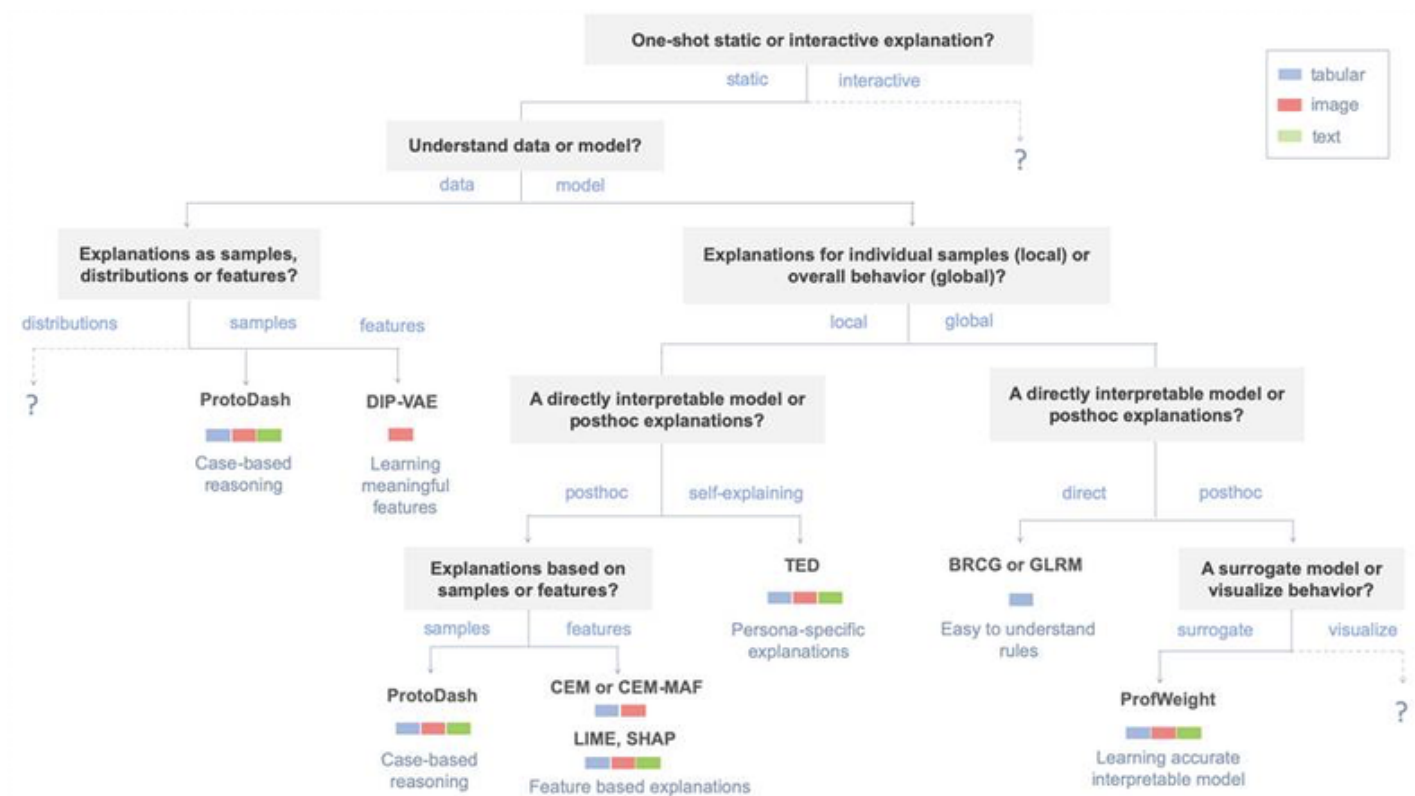 One-shot static or interactive explanation?
static
interactive
tabular
image
text
Understand data or model?
?
data
model
Explanations as samples,
distributions or features?
Explanations for individual samples (local) or
overall behavior (global)?
distributions
samples
features
local
global
?
ProtoDash
Case-based
reasoning
DIP-VAE
Learning
meaningful
features
A directly interpretable model or
posthoc explanations?
A directly interpretable model or
posthoc explanations?
posthoc
self-explaining
direct
posthoc
Explanations based on
samples or features?
TED
Persona-specific
explanations
BRCG or GLRM
Easy to understand
rules
A surrogate model or
visualize behavior?
samples
features
surrogate
visualize
ProtoDash
Case-based
reasoning
CEM or CEM-MAF
LIME, SHAP
Feature based explanations
ProfWeight
Learning accurate
interpretable model
?